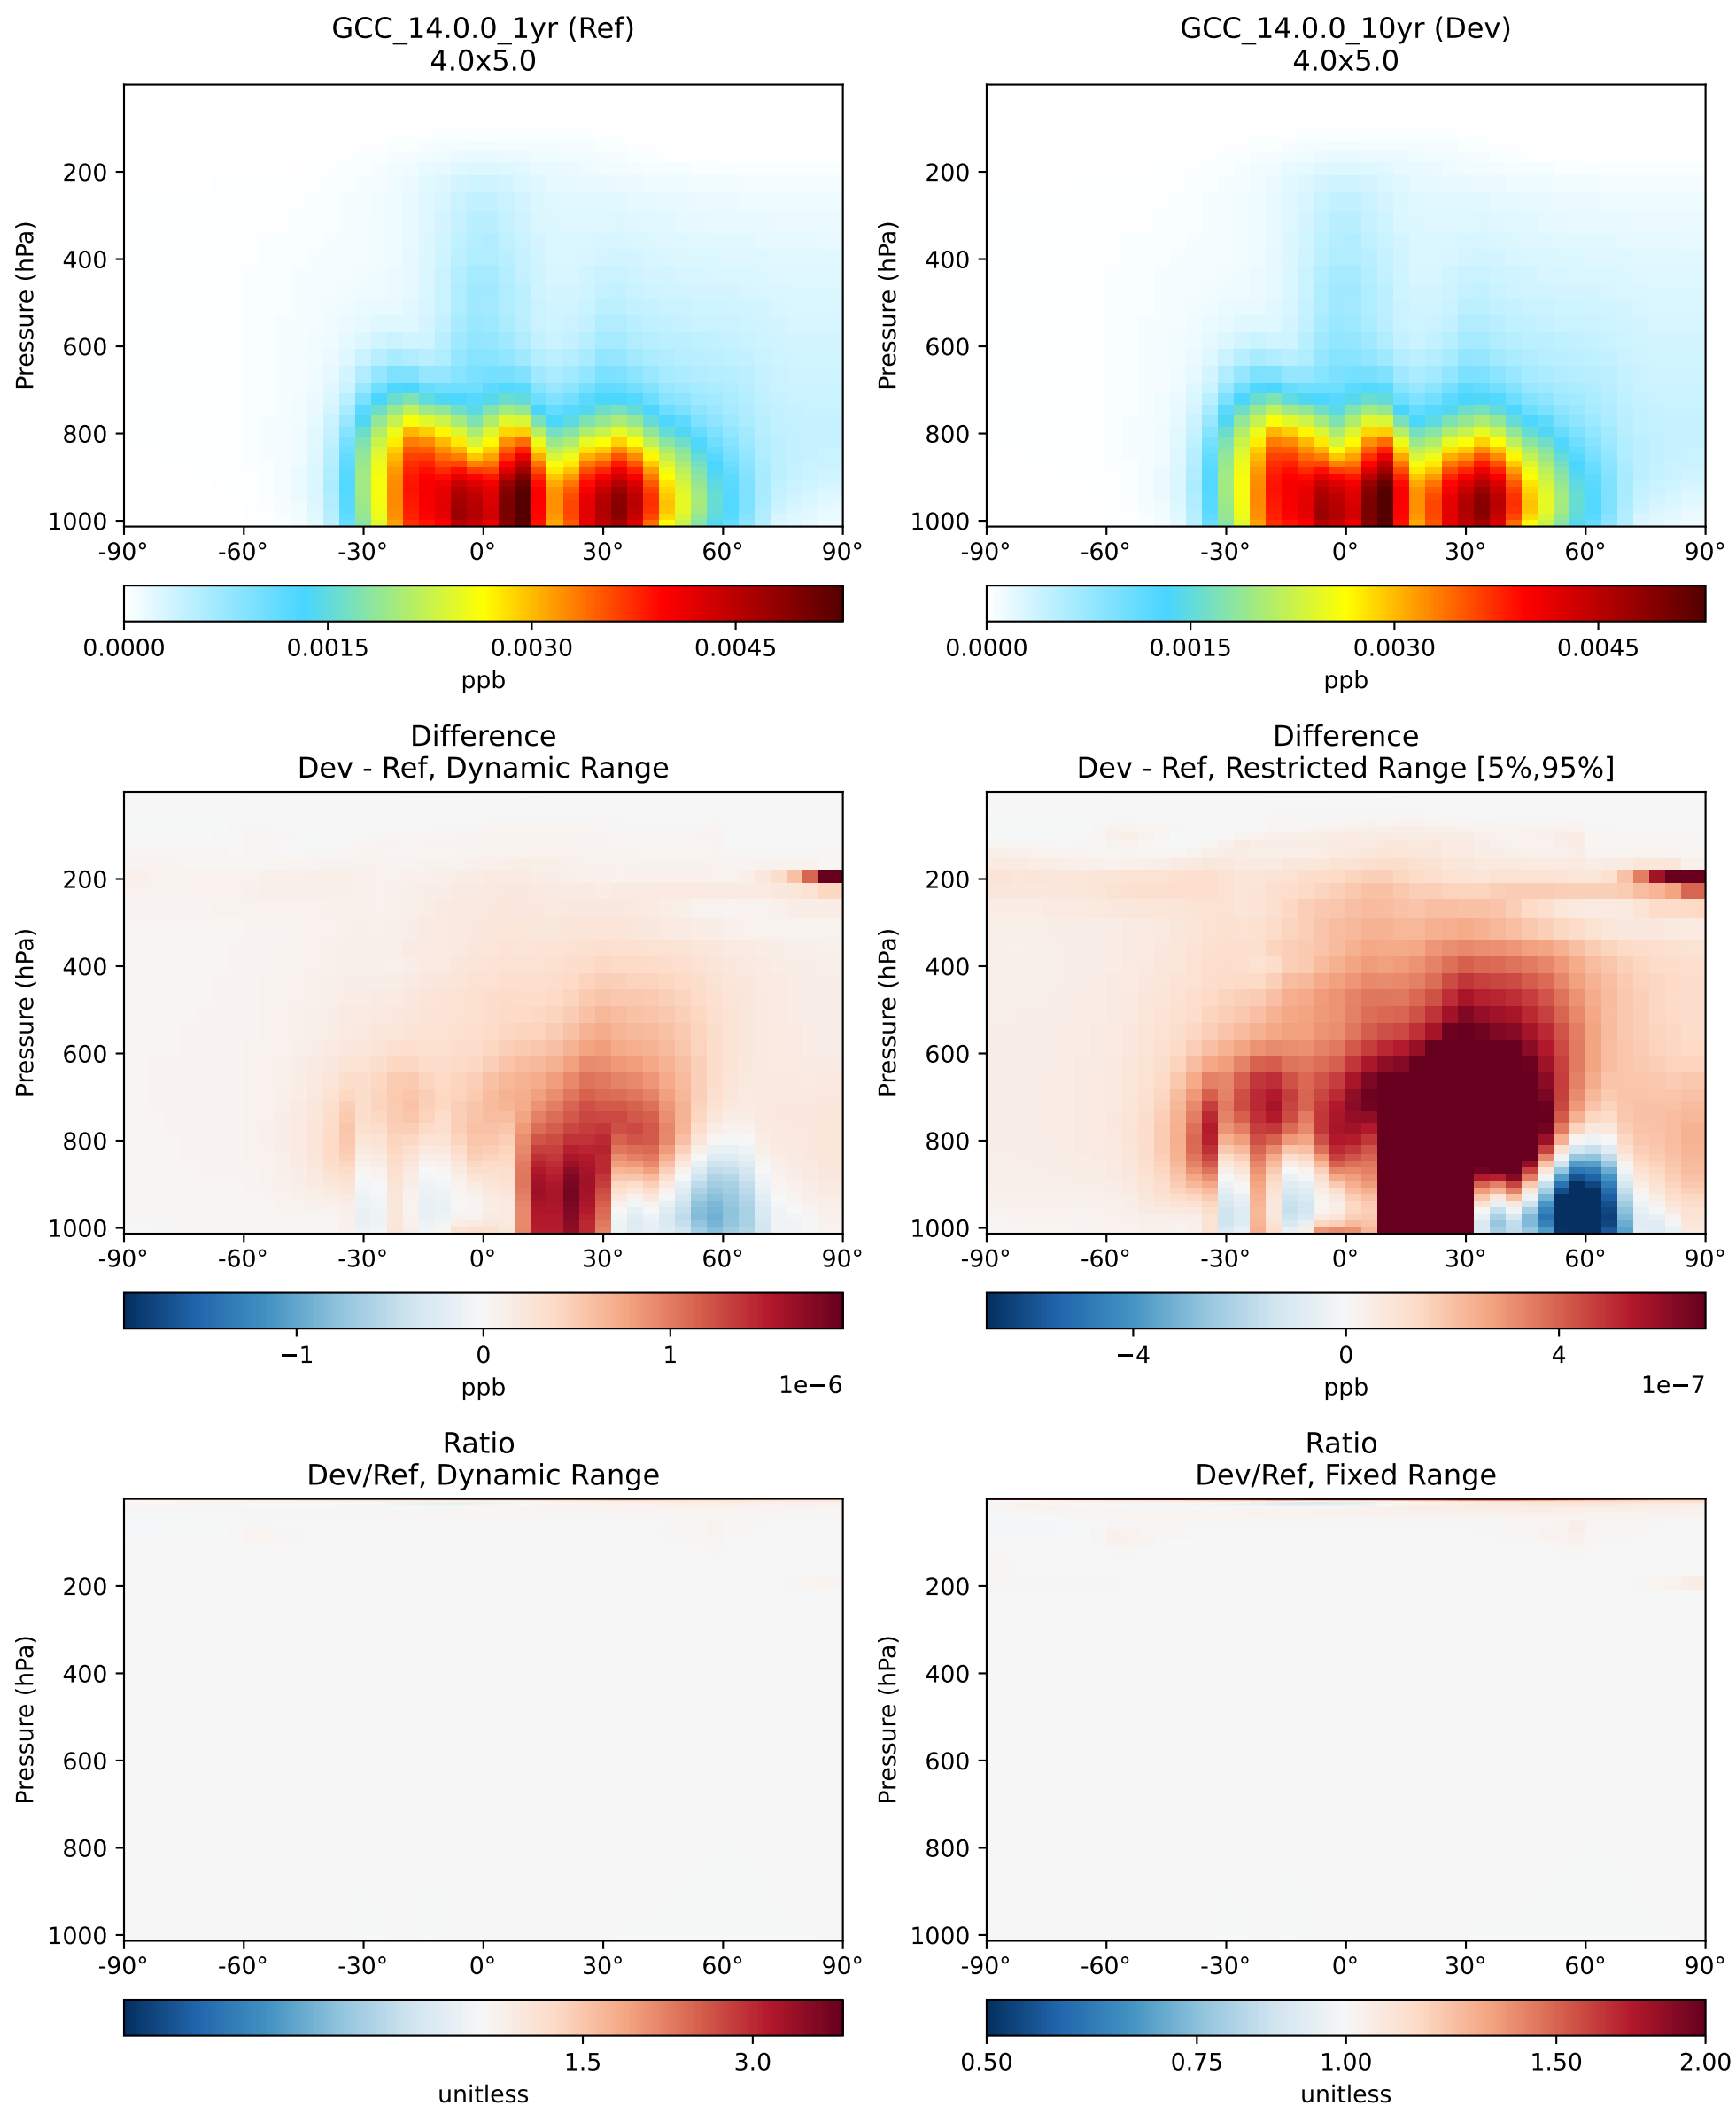 GCC_14.0.0_1yr (Ref)
4.0x5.0
Pressure (hPa)
200
400
600
800
1000
-90° -60° -30° 0° 30° 60° 90°
0.0000 0.0015 0.0030 0.0045
ppb
GCC_14.0.0_10yr (Dev)
4.0x5.0
Pressure (hPa)
200
400
600
800
1000
-90° -60° -30° 0° 30° 60° 90°
0.0000 0.0015 0.0030 0.0045
ppb
Difference
Dev - Ref, Dynamic Range
Pressure (hPa)
200
400
600
800
1000
-90° -60° -30° 0° 30° 60° 90°
−1 0 1
ppb 1e−6
Difference
Dev - Ref, Restricted Range [5%,95%]
Pressure (hPa)
200
400
600
800
1000
-90° -60° -30° 0° 30° 60° 90°
−4 0 4
ppb 1e−7
Ratio
Dev/Ref, Dynamic Range
Pressure (hPa)
200
400
600
800
1000
-90° -60° -30° 0° 30° 60° 90°
1.5 3.0
unitless
Ratio
Dev/Ref, Fixed Range
Pressure (hPa)
200
400
600
800
1000
-90° -60° -30° 0° 30° 60° 90°
0.50 0.75 1.00 1.50 2.00
unitless